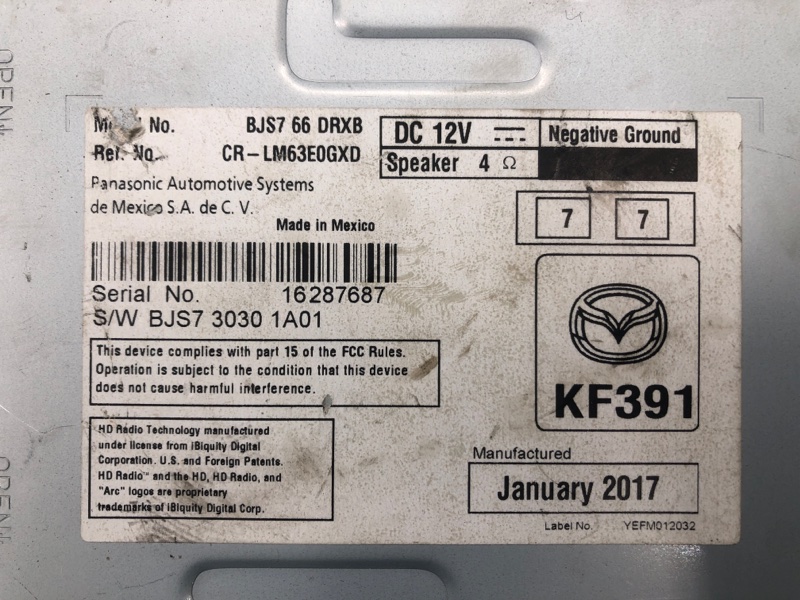 OPEN
No. BJS7 66 DRXB
Ref. No. CR-LM63E0GXD
DC 12V
Negative Ground
Speaker 4 Ω
Panasonic Automotive Systems
de Mexico S.A. de C. V.
Made in Mexico
7 7
Serial No. 16287687
S/W BJS7 3030 1A01
This device complies with part 15 of the FCC Rules.
Operation is subject to the condition that this device
does not cause harmful interference.
KF391
HD Radio Technology manufactured
under license from iBiquity Digital
Corporation. U.S. and Foreign Patents.
HD Radio™ and the HD, HD Radio, and
"Arc" logos are proprietary
trademarks of iBiquity Digital Corp.
Manufactured
January 2017
Label No. YEFM012032
OPEN